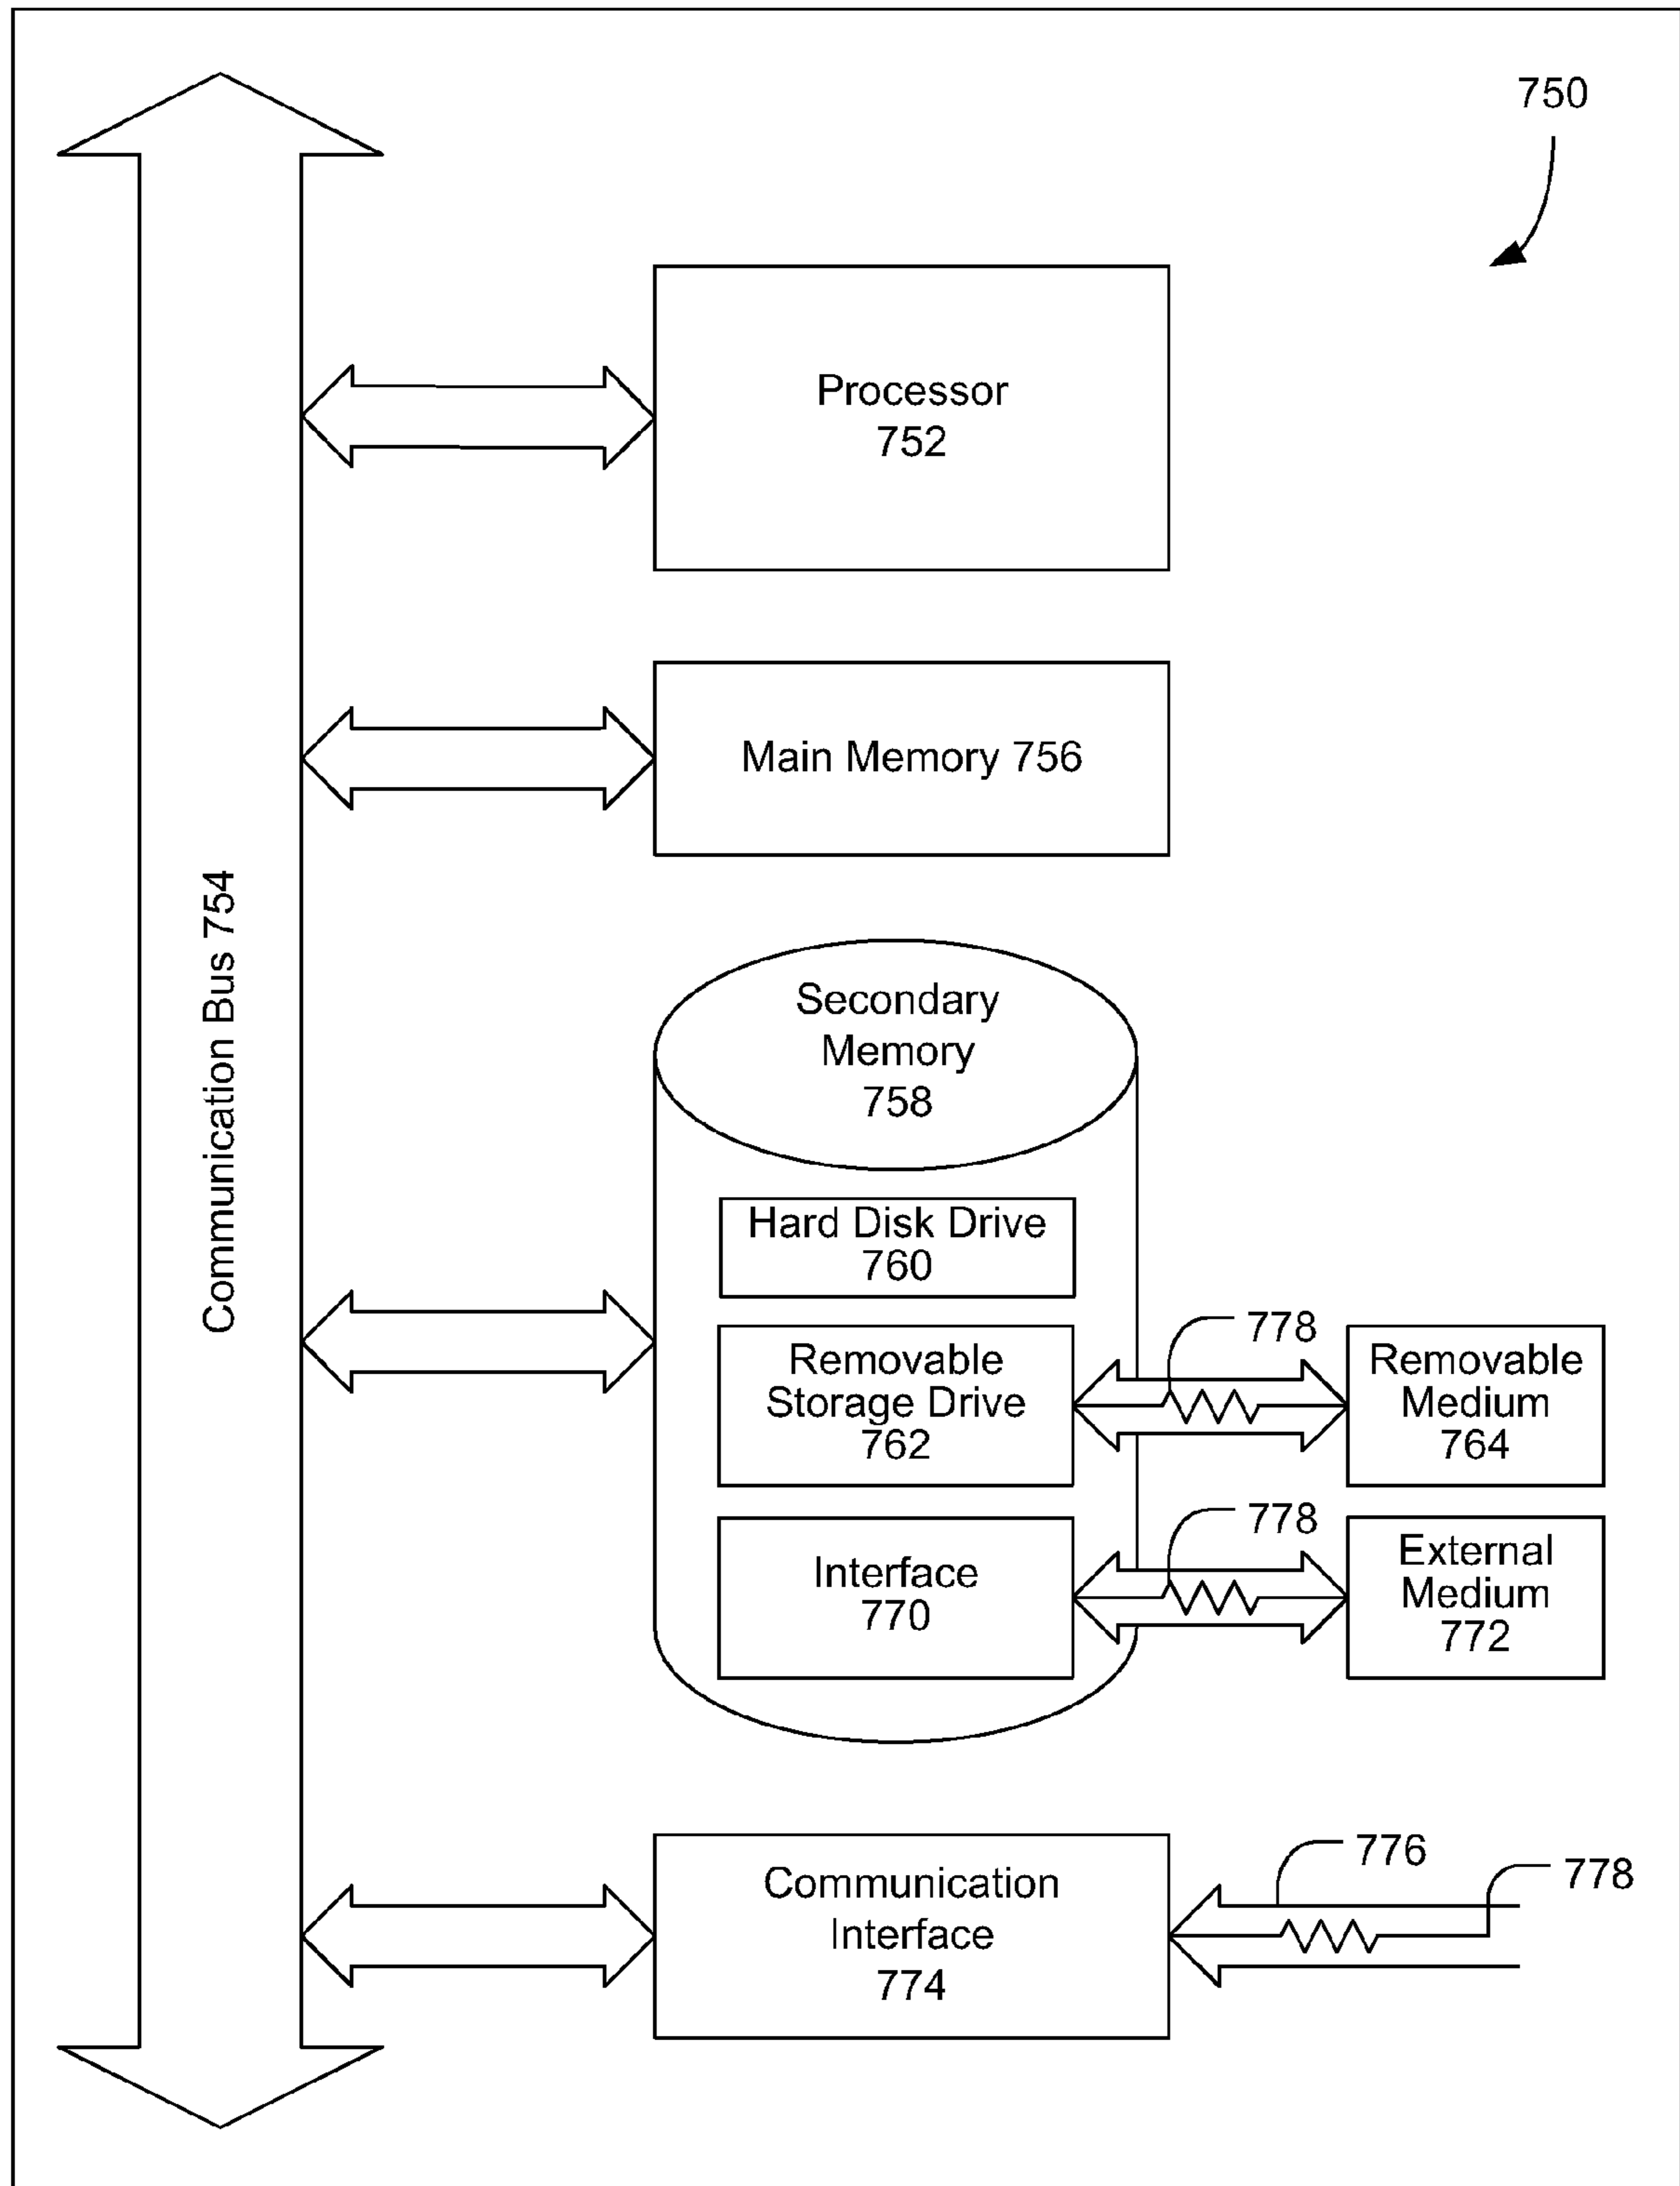 750
Processor
752
Main Memory 756
Communication Bus 754
Secondary
Memory
758
Hard Disk Drive
760
778
Removable
Storage Drive
762
Removable
Medium
764
778
Interface
770
External
Medium
772
Communication
Interface
774
776
778